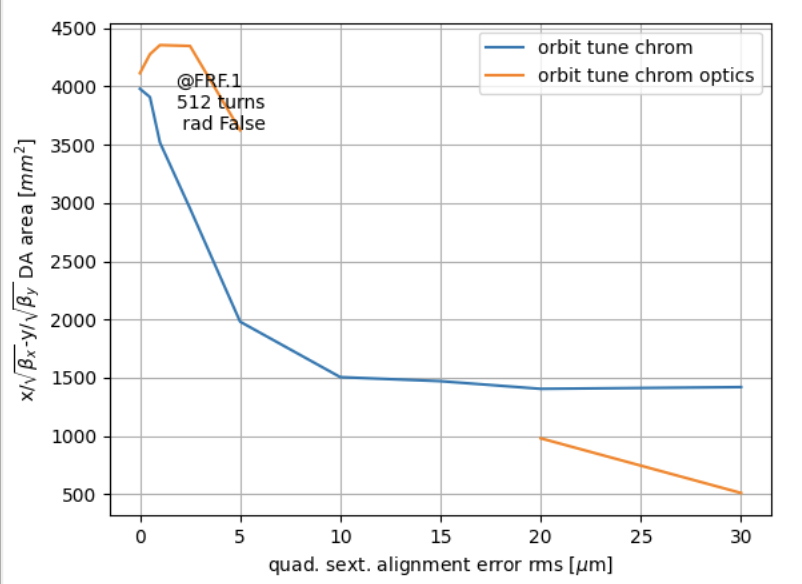 4500
4000
3500
3000
2500
2000
1500
1000
500
x/√βx-y/√βy DA area [mm²]
orbit tune chrom
orbit tune chrom optics
@FRF.1
512 turns
rad False
0 5 10 15 20 25 30
quad. sext. alignment error rms [μm]